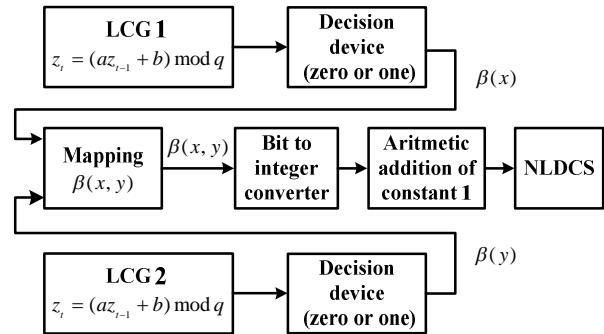 LCG 1
z_t = (az_{t-1} + b) mod q
Decision
device
(zero or one)
β(x)
Mapping
β(x, y)
β(x, y)
Bit to
integer
converter
Aritmetic
addition of
constant 1
NLDCS
β(y)
LCG 2
z_t = (az_{t-1} + b) mod q
Decision
device
(zero or one)